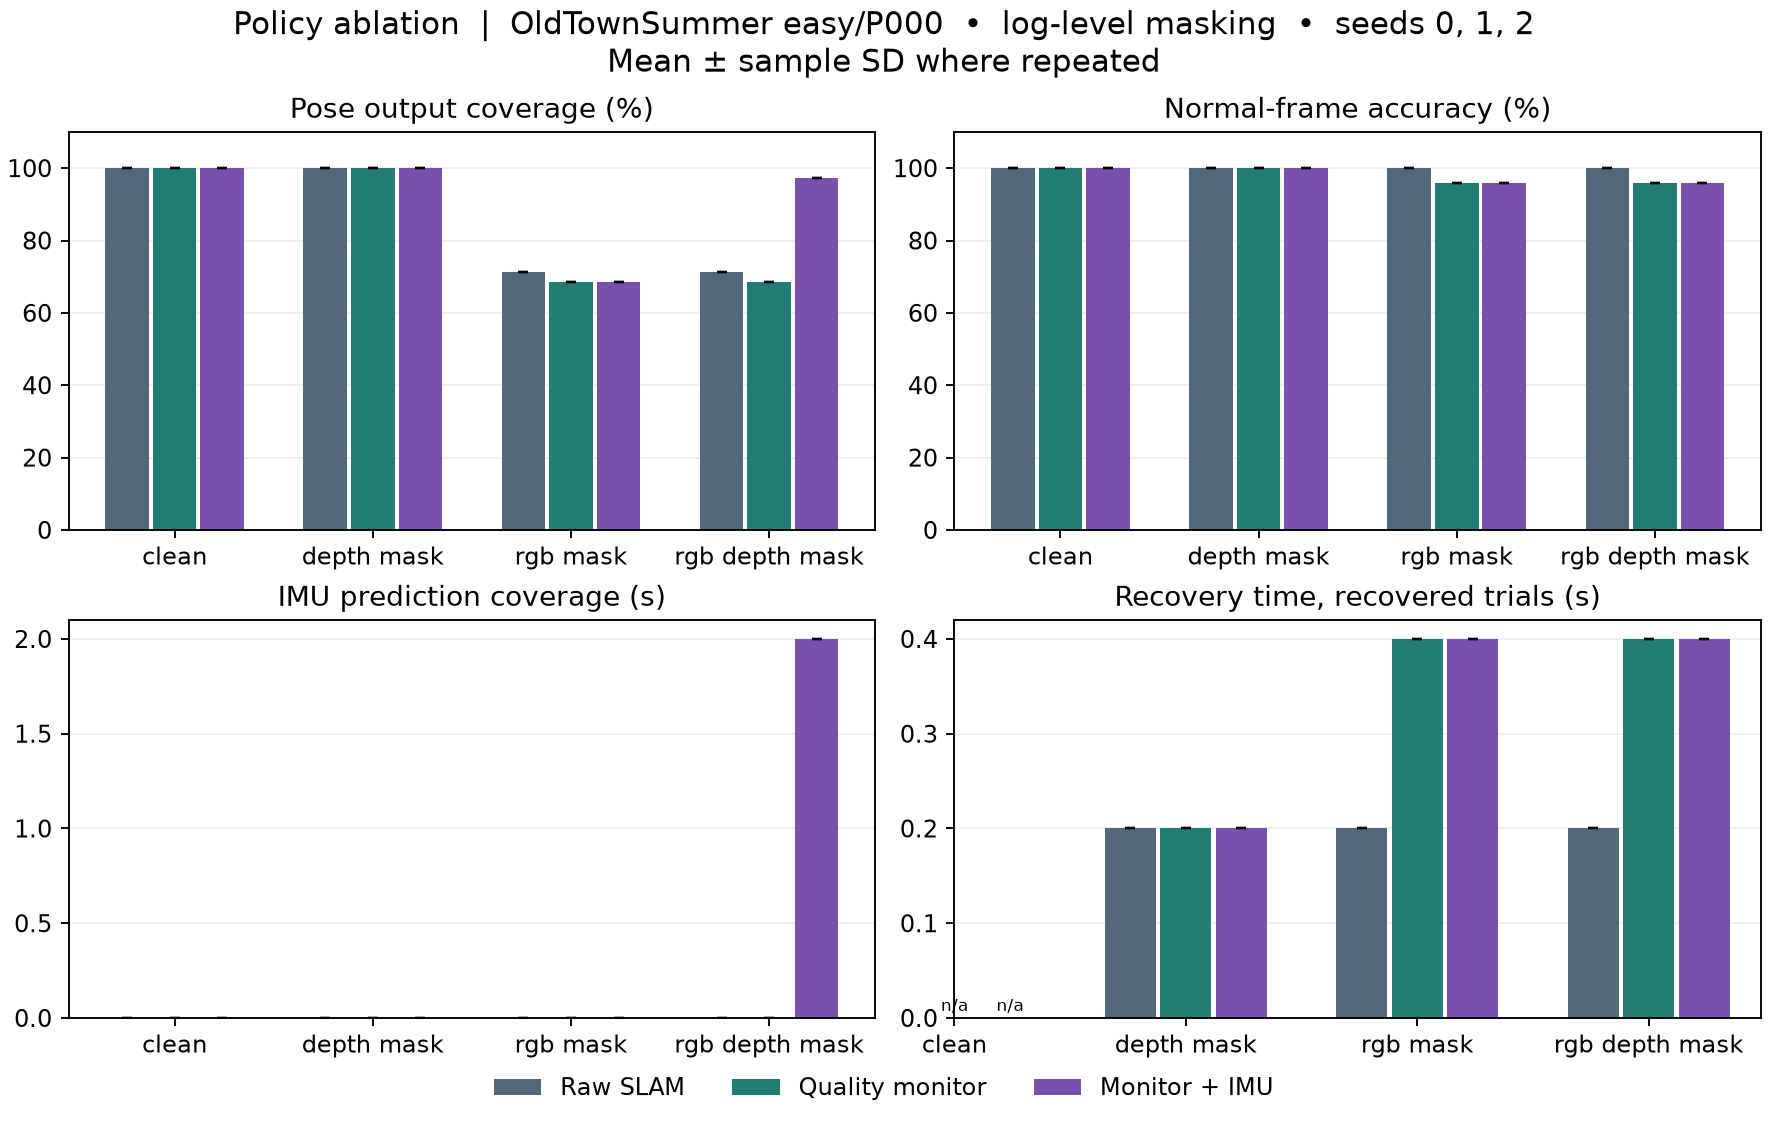 Policy ablation | OldTownSummer easy/P000 • log-level masking • seeds 0, 1, 2
Mean ± sample SD where repeated
Pose output coverage (%)
100
80
60
40
20
0
clean depth mask rgb mask rgb depth mask
Normal-frame accuracy (%)
100
80
60
40
20
0
clean depth mask rgb mask rgb depth mask
IMU prediction coverage (s)
2.0
1.5
1.0
0.5
0.0
clean depth mask rgb mask rgb depth mask
Recovery time, recovered trials (s)
0.4
0.3
0.2
0.1
0.0
n/a n/a
clean depth mask rgb mask rgb depth mask
Raw SLAM Quality monitor Monitor + IMU